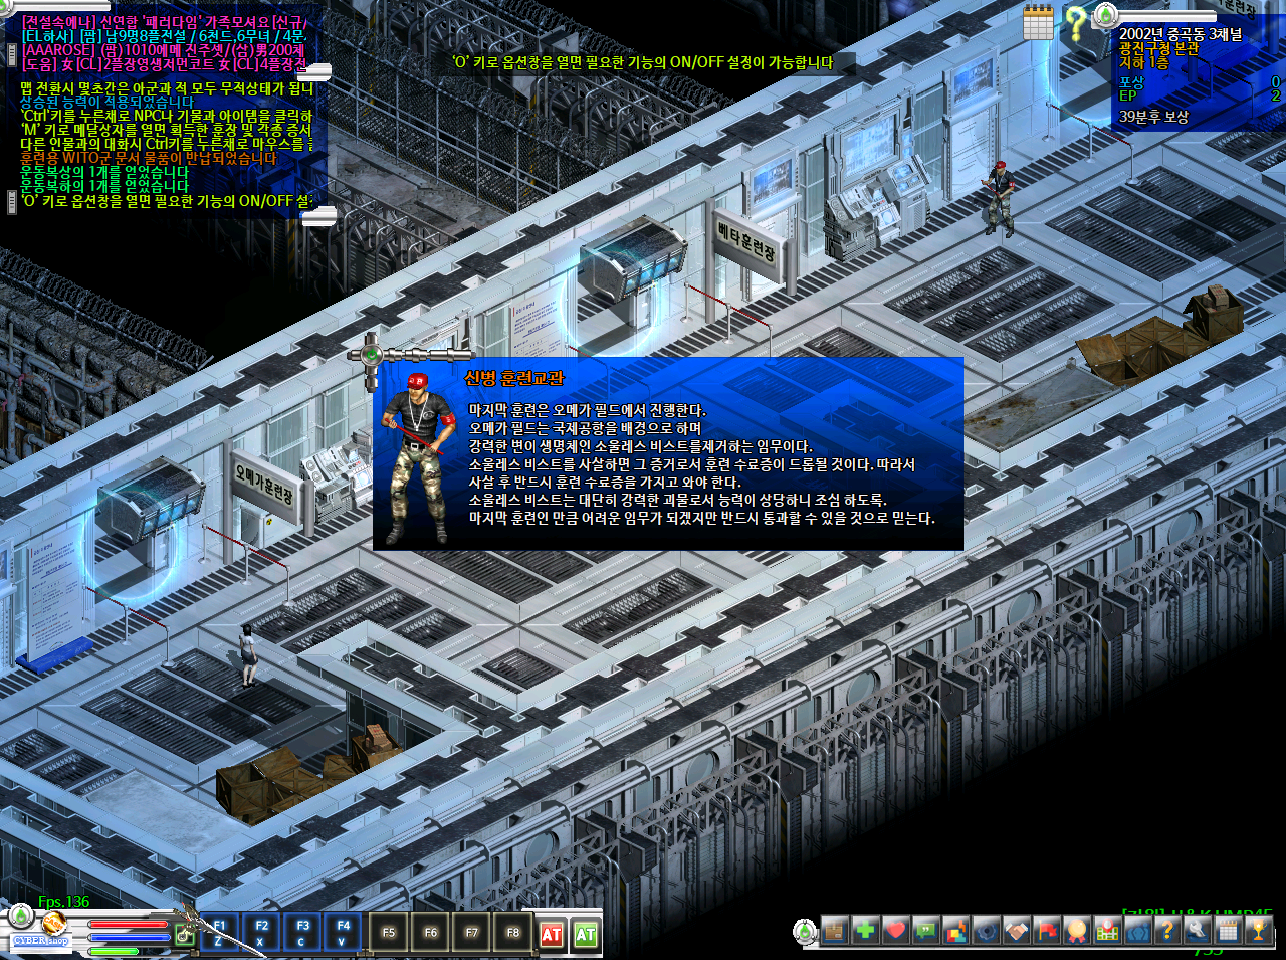 [전설속에나] 신연합 '패러다임' 가족모셔요[신규/
[EL하사] [팜] 남9명8플전설 / 6천드,6무녀 / 4무
[AAAROSE] (팜)1010에메 진주셋/(삼)男200체
[도움] 女[CL]2플장영생저먼코트 女[CL]4플장전
맵 전환시 몇초간은 아군과 적 모두 무적상태가 됩니
상승된 능력이 적용되었습니다
'Ctrl'키를 누른채로 NPC나 기물과 아이템을 클릭하
'M' 키로 메달상자를 열면 획득한 훈장 및 각종 증서
다른 인물과의 대화시 Ctrl키를 누른채로 마우스를
훈련용 WITO군 문서 물품이 반납되었습니다
운동복상의 1개를 얻었습니다
운동복하의 1개를 얻었습니다
'O' 키로 옵션창을 열면 필요한 기능의 ON/OFF 설
'O' 키로 옵션창을 열면 필요한 기능의 ON/OFF 설정이 가능합니다
2002년 중곡동 3채널
광진구청 본관
지하 1층
포상 0
EP 2
39분후 보상
베타훈련장
오메가훈련장
신병 훈련교관
마지막 훈련은 오메가 필드에서 진행한다.
오메가 필드는 국제공항을 배경으로 하며
강력한 변이 생명체인 소울레스 비스트를제거하는 임무이다.
소울레스 비스트를 사살하면 그 증거로서 훈련 수료증이 드롭될 것이다. 따라서
사살 후 반드시 훈련 수료증을 가지고 와야 한다.
소울레스 비스트는 대단히 강력한 괴물로서 능력이 상당하니 조심 하도록.
마지막 훈련인 만큼 어려운 임무가 되겠지만 반드시 통과할 수 있을 것으로 믿는다.
Fps.136
CYBER shop
F1 F2 F3 F4 F5 F6 F7 F8
Z X C V
AT AT